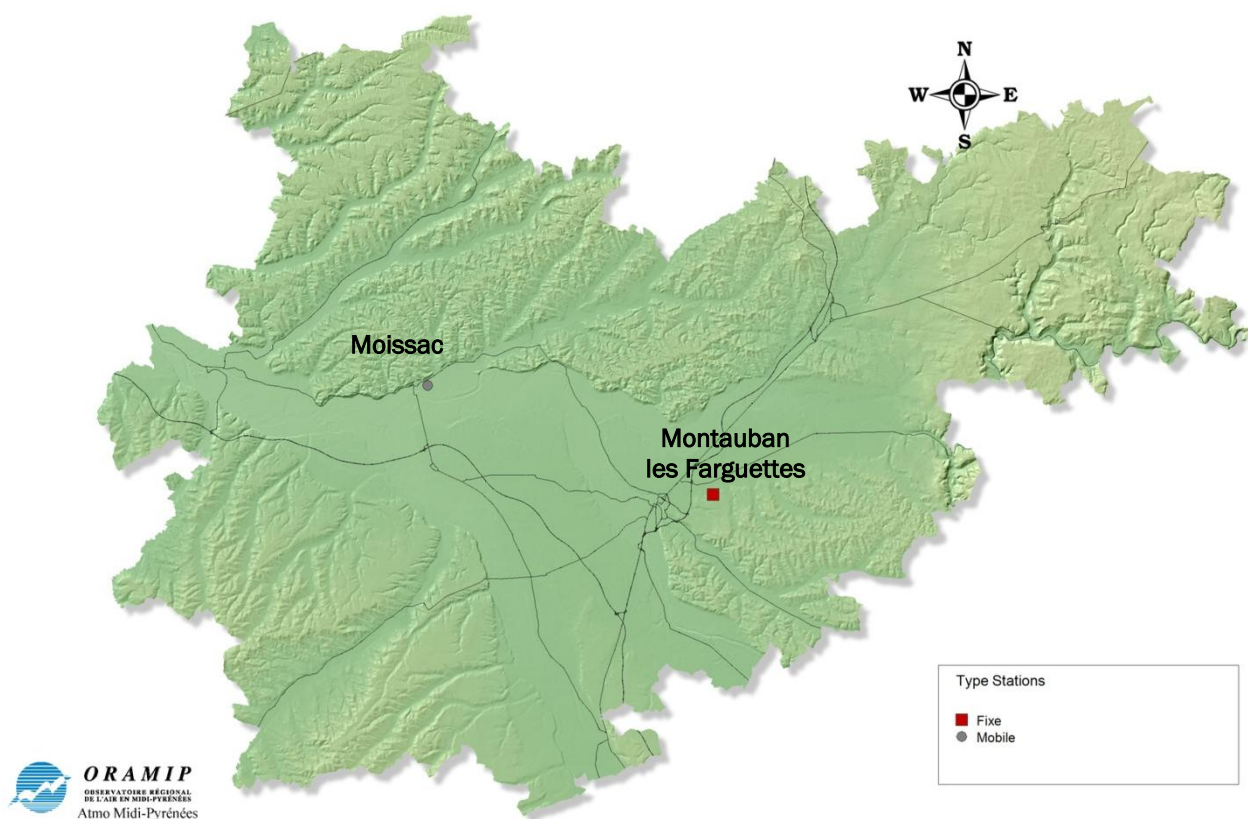 N
W E
S
Moissac
Montauban
les Farguettes
Type Stations
Fixe
Mobile
ORAMIP
OBSERVATOIRE RÉGIONAL
DE L'AIR EN MIDI-PYRÉNÉES
Atmo Midi-Pyrénées